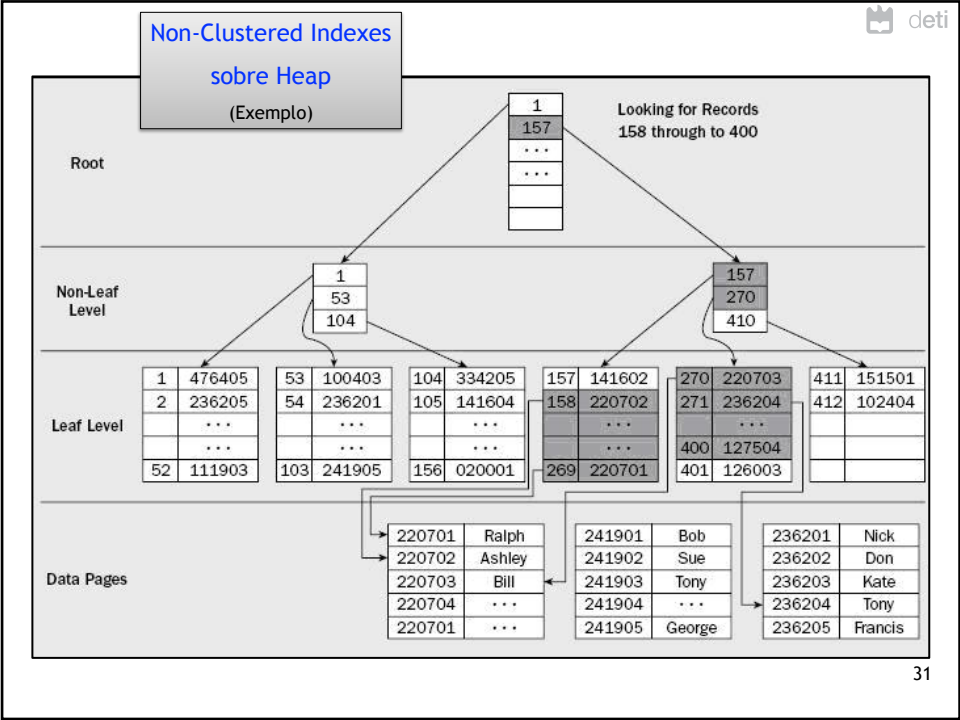 deti
Non-Clustered Indexes
sobre Heap
(Exemplo)
Looking for Records
158 through to 400
Root
1
157
· · ·
· · ·
Non-Leaf
Level
1
53
104
157
270
410
Leaf Level
1 476405
2 236205
· · ·
· · ·
52 111903
53 100403
54 236201
· · ·
· · ·
103 241905
104 334205
105 141604
· · ·
· · ·
156 020001
157 141602
158 220702
· · ·
· · ·
269 220701
270 220703
271 236204
· · ·
400 127504
401 126003
411 151501
412 102404
Data Pages
220701 Ralph
220702 Ashley
220703 Bill
220704 · · ·
220701 · · ·
241901 Bob
241902 Sue
241903 Tony
241904 · · ·
241905 George
236201 Nick
236202 Don
236203 Kate
236204 Tony
236205 Francis
31